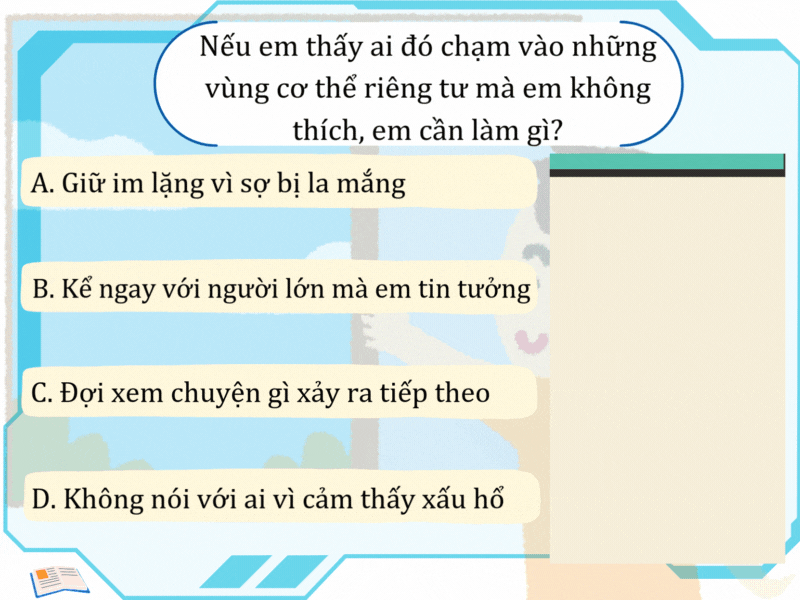 Nếu em thấy ai đó chạm vào những
vùng cơ thể riêng tư mà em không
thích, em cần làm gì?
A. Giữ im lặng vì sợ bị la mắng
B. Kể ngay với người lớn mà em tin tưởng
C. Đợi xem chuyện gì xảy ra tiếp theo
D. Không nói với ai vì cảm thấy xấu hổ